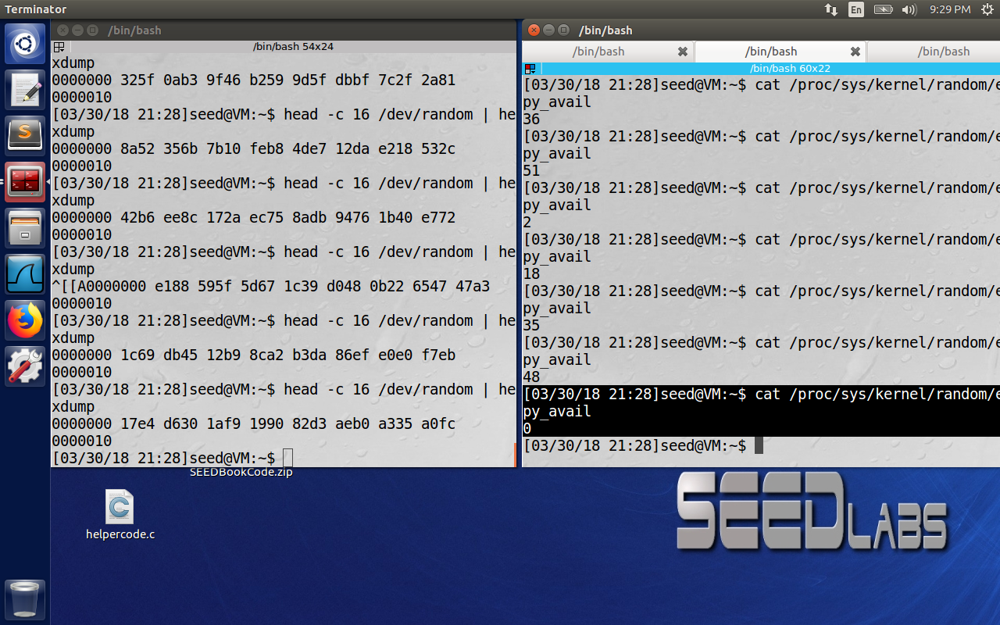 Terminator
En
9:29 PM
/bin/bash
/bin/bash 54x24
xdump
0000000 325f 0ab3 9f46 b259 9d5f dbbf 7c2f 2a81
0000010
[03/30/18 21:28]seed@VM:~$ head -c 16 /dev/random | he
xdump
0000000 8a52 356b 7b10 feb8 4de7 12da e218 532c
0000010
[03/30/18 21:28]seed@VM:~$ head -c 16 /dev/random | he
xdump
0000000 42b6 ee8c 172a ec75 8adb 9476 1b40 e772
0000010
[03/30/18 21:28]seed@VM:~$ head -c 16 /dev/random | he
xdump
^[[A0000000 e188 595f 5d67 1c39 d048 0b22 6547 47a3
0000010
[03/30/18 21:28]seed@VM:~$ head -c 16 /dev/random | he
xdump
0000000 1c69 db45 12b9 8ca2 b3da 86ef e0e0 f7eb
0000010
[03/30/18 21:28]seed@VM:~$ head -c 16 /dev/random | he
xdump
0000000 17e4 d630 1af9 1990 82d3 aeb0 a335 a0fc
0000010
[03/30/18 21:28]seed@VM:~$
/bin/bash
/bin/bash
/bin/bash
/bin/bash
/bin/bash 60x22
[03/30/18 21:28]seed@VM:~$ cat /proc/sys/kernel/random/e
py_avail
36
[03/30/18 21:28]seed@VM:~$ cat /proc/sys/kernel/random/e
py_avail
51
[03/30/18 21:28]seed@VM:~$ cat /proc/sys/kernel/random/e
py_avail
2
[03/30/18 21:28]seed@VM:~$ cat /proc/sys/kernel/random/e
py_avail
18
[03/30/18 21:28]seed@VM:~$ cat /proc/sys/kernel/random/e
py_avail
35
[03/30/18 21:28]seed@VM:~$ cat /proc/sys/kernel/random/e
py_avail
48
[03/30/18 21:28]seed@VM:~$ cat /proc/sys/kernel/random/e
py_avail
0
[03/30/18 21:28]seed@VM:~$
SEEDBookCode.zip
helpercode.c
SEEDLABS